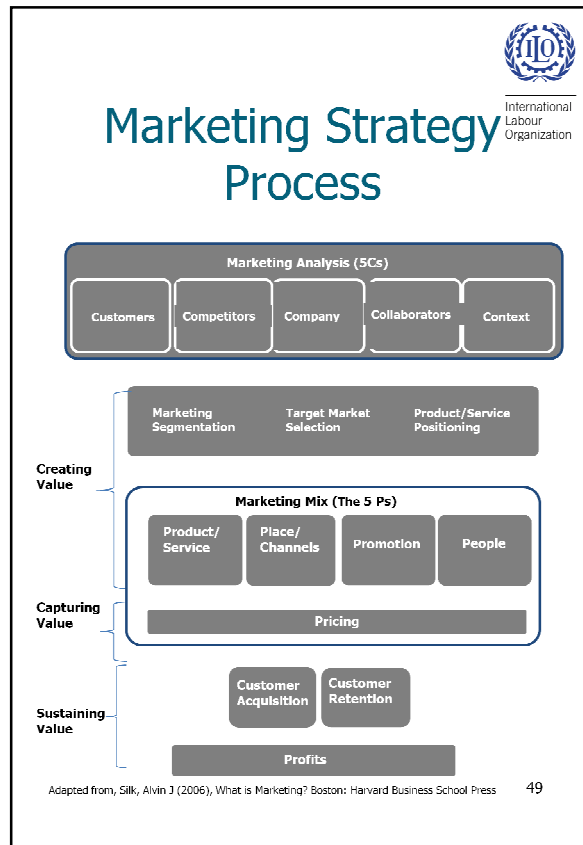 ILO
International
Labour
Organization
Marketing Strategy
Process
Marketing Analysis (5Cs)
Customers
Competitors
Company
Collaborators
Context
Marketing
Segmentation
Target Market
Selection
Product/Service
Positioning
Creating
Value
Marketing Mix (The 5 Ps)
Product/
Service
Place/
Channels
Promotion
People
Capturing
Value
Pricing
Customer
Acquisition
Customer
Retention
Sustaining
Value
Profits
Adapted from, Silk, Alvin J (2006), What is Marketing? Boston: Harvard Business School Press
49